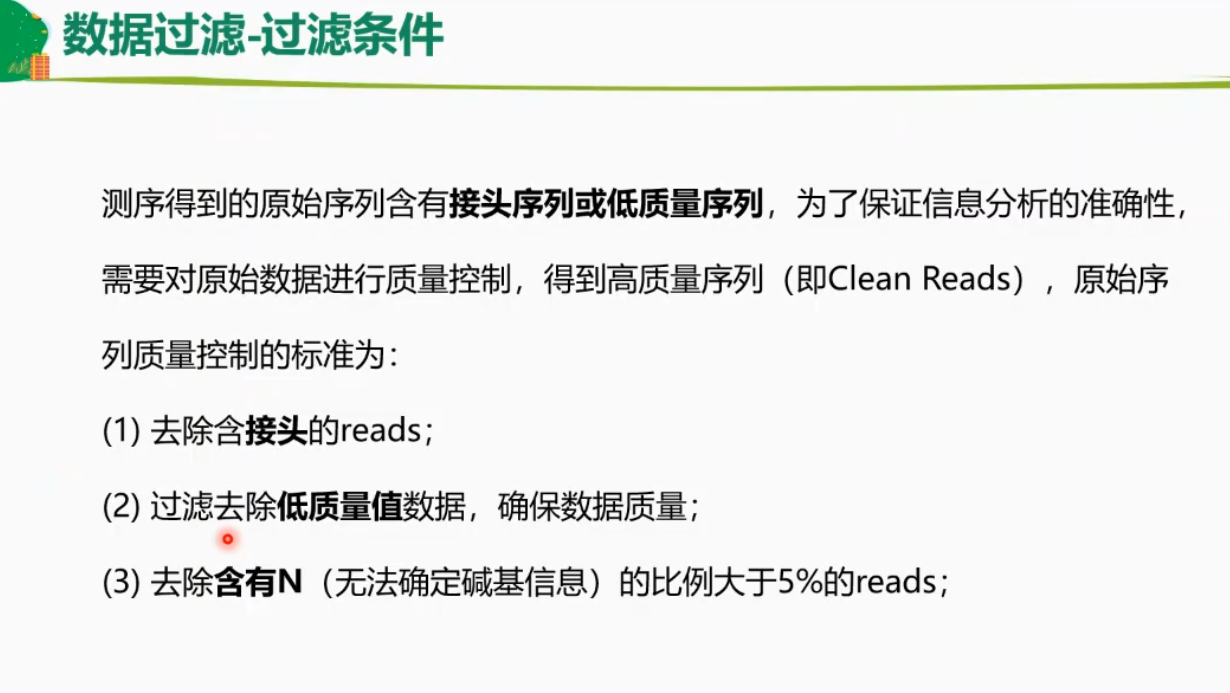 数据过滤-过滤条件
测序得到的原始序列含有接头序列或低质量序列，为了保证信息分析的准确性，
需要对原始数据进行质量控制，得到高质量序列（即Clean Reads），原始序
列质量控制的标准为：
(1) 去除含接头的reads；
(2) 过滤去除低质量值数据，确保数据质量；
(3) 去除含有N（无法确定碱基信息）的比例大于5%的reads；